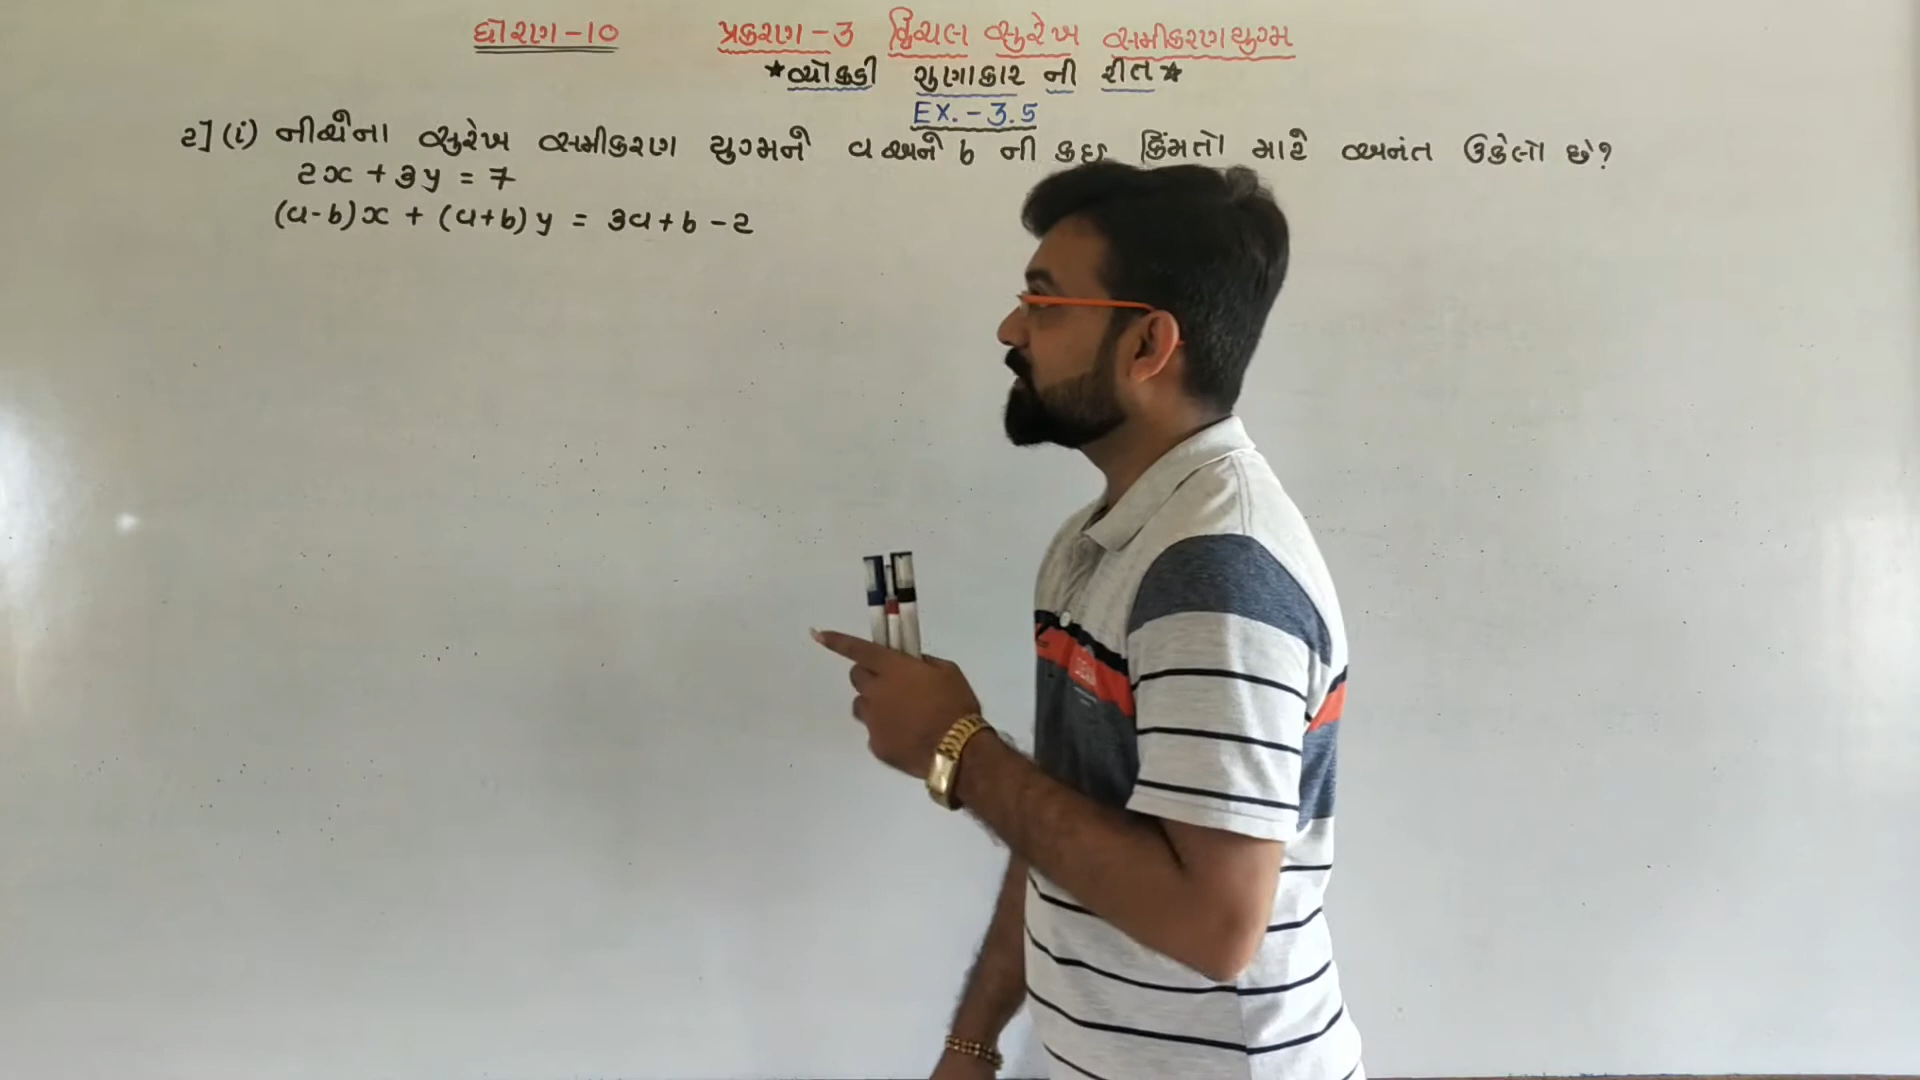 ધોરણ-10 પ્રકરણ-3 દ્વિચલ સુરેખ સમીકરણયુગ્મ
*ચોકડી ગુણાકાર ની રીત*
EX.-3.5
2] (i) નીચેના સુરેખ સમીકરણ યુગ્મને a અને b ની કઇ કિંમતો માટે અનંત ઉકેલો છે?
2x + 3y = 7
(a-b)x + (a+b)y = 3a+b-2